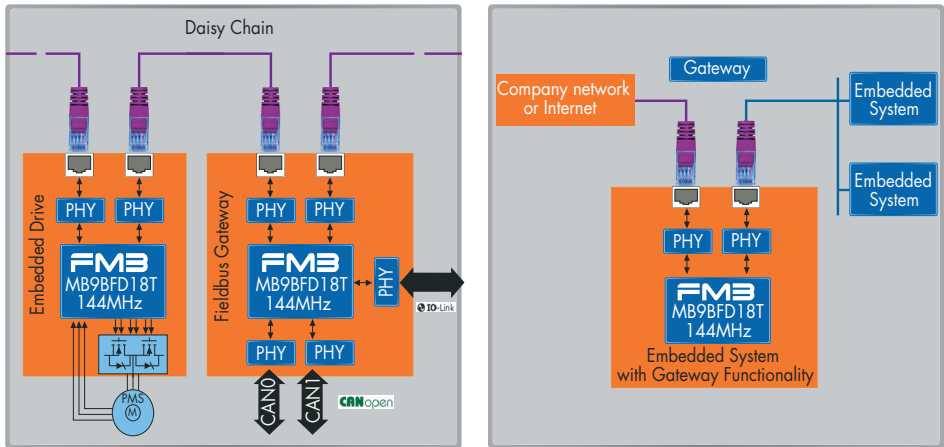 Daisy Chain
Embedded Drive
PHY
PHY
FM3
MB9BFD18T
144MHz
PMS
M
Fieldbus Gateway
PHY
PHY
FM3
MB9BFD18T
144MHz
PHY
IO-Link
PHY
PHY
CAN0
CAN1
CANopen
Gateway
Company network
or Internet
Embedded
System
Embedded
System
PHY
PHY
FM3
MB9BFD18T
144MHz
Embedded System
with Gateway Functionality